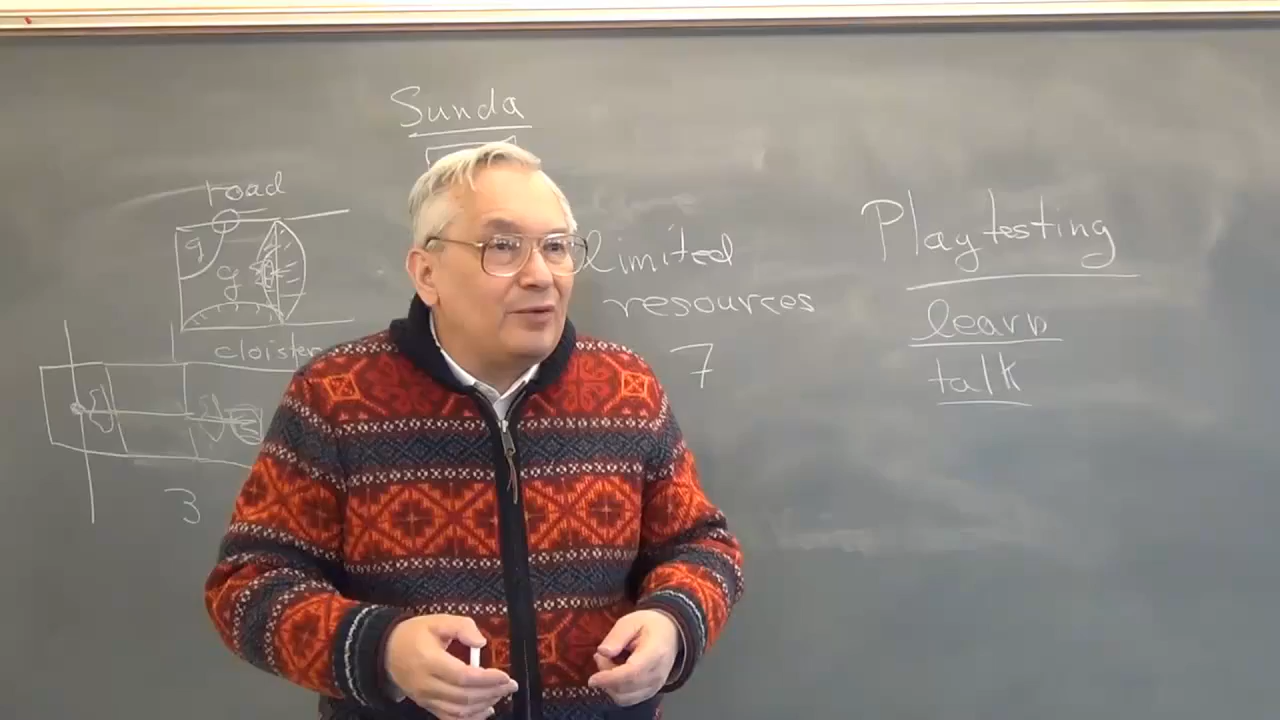 Sunda
road
g
g
cloister
3
limited
resources
7
Playtesting
learn
talk